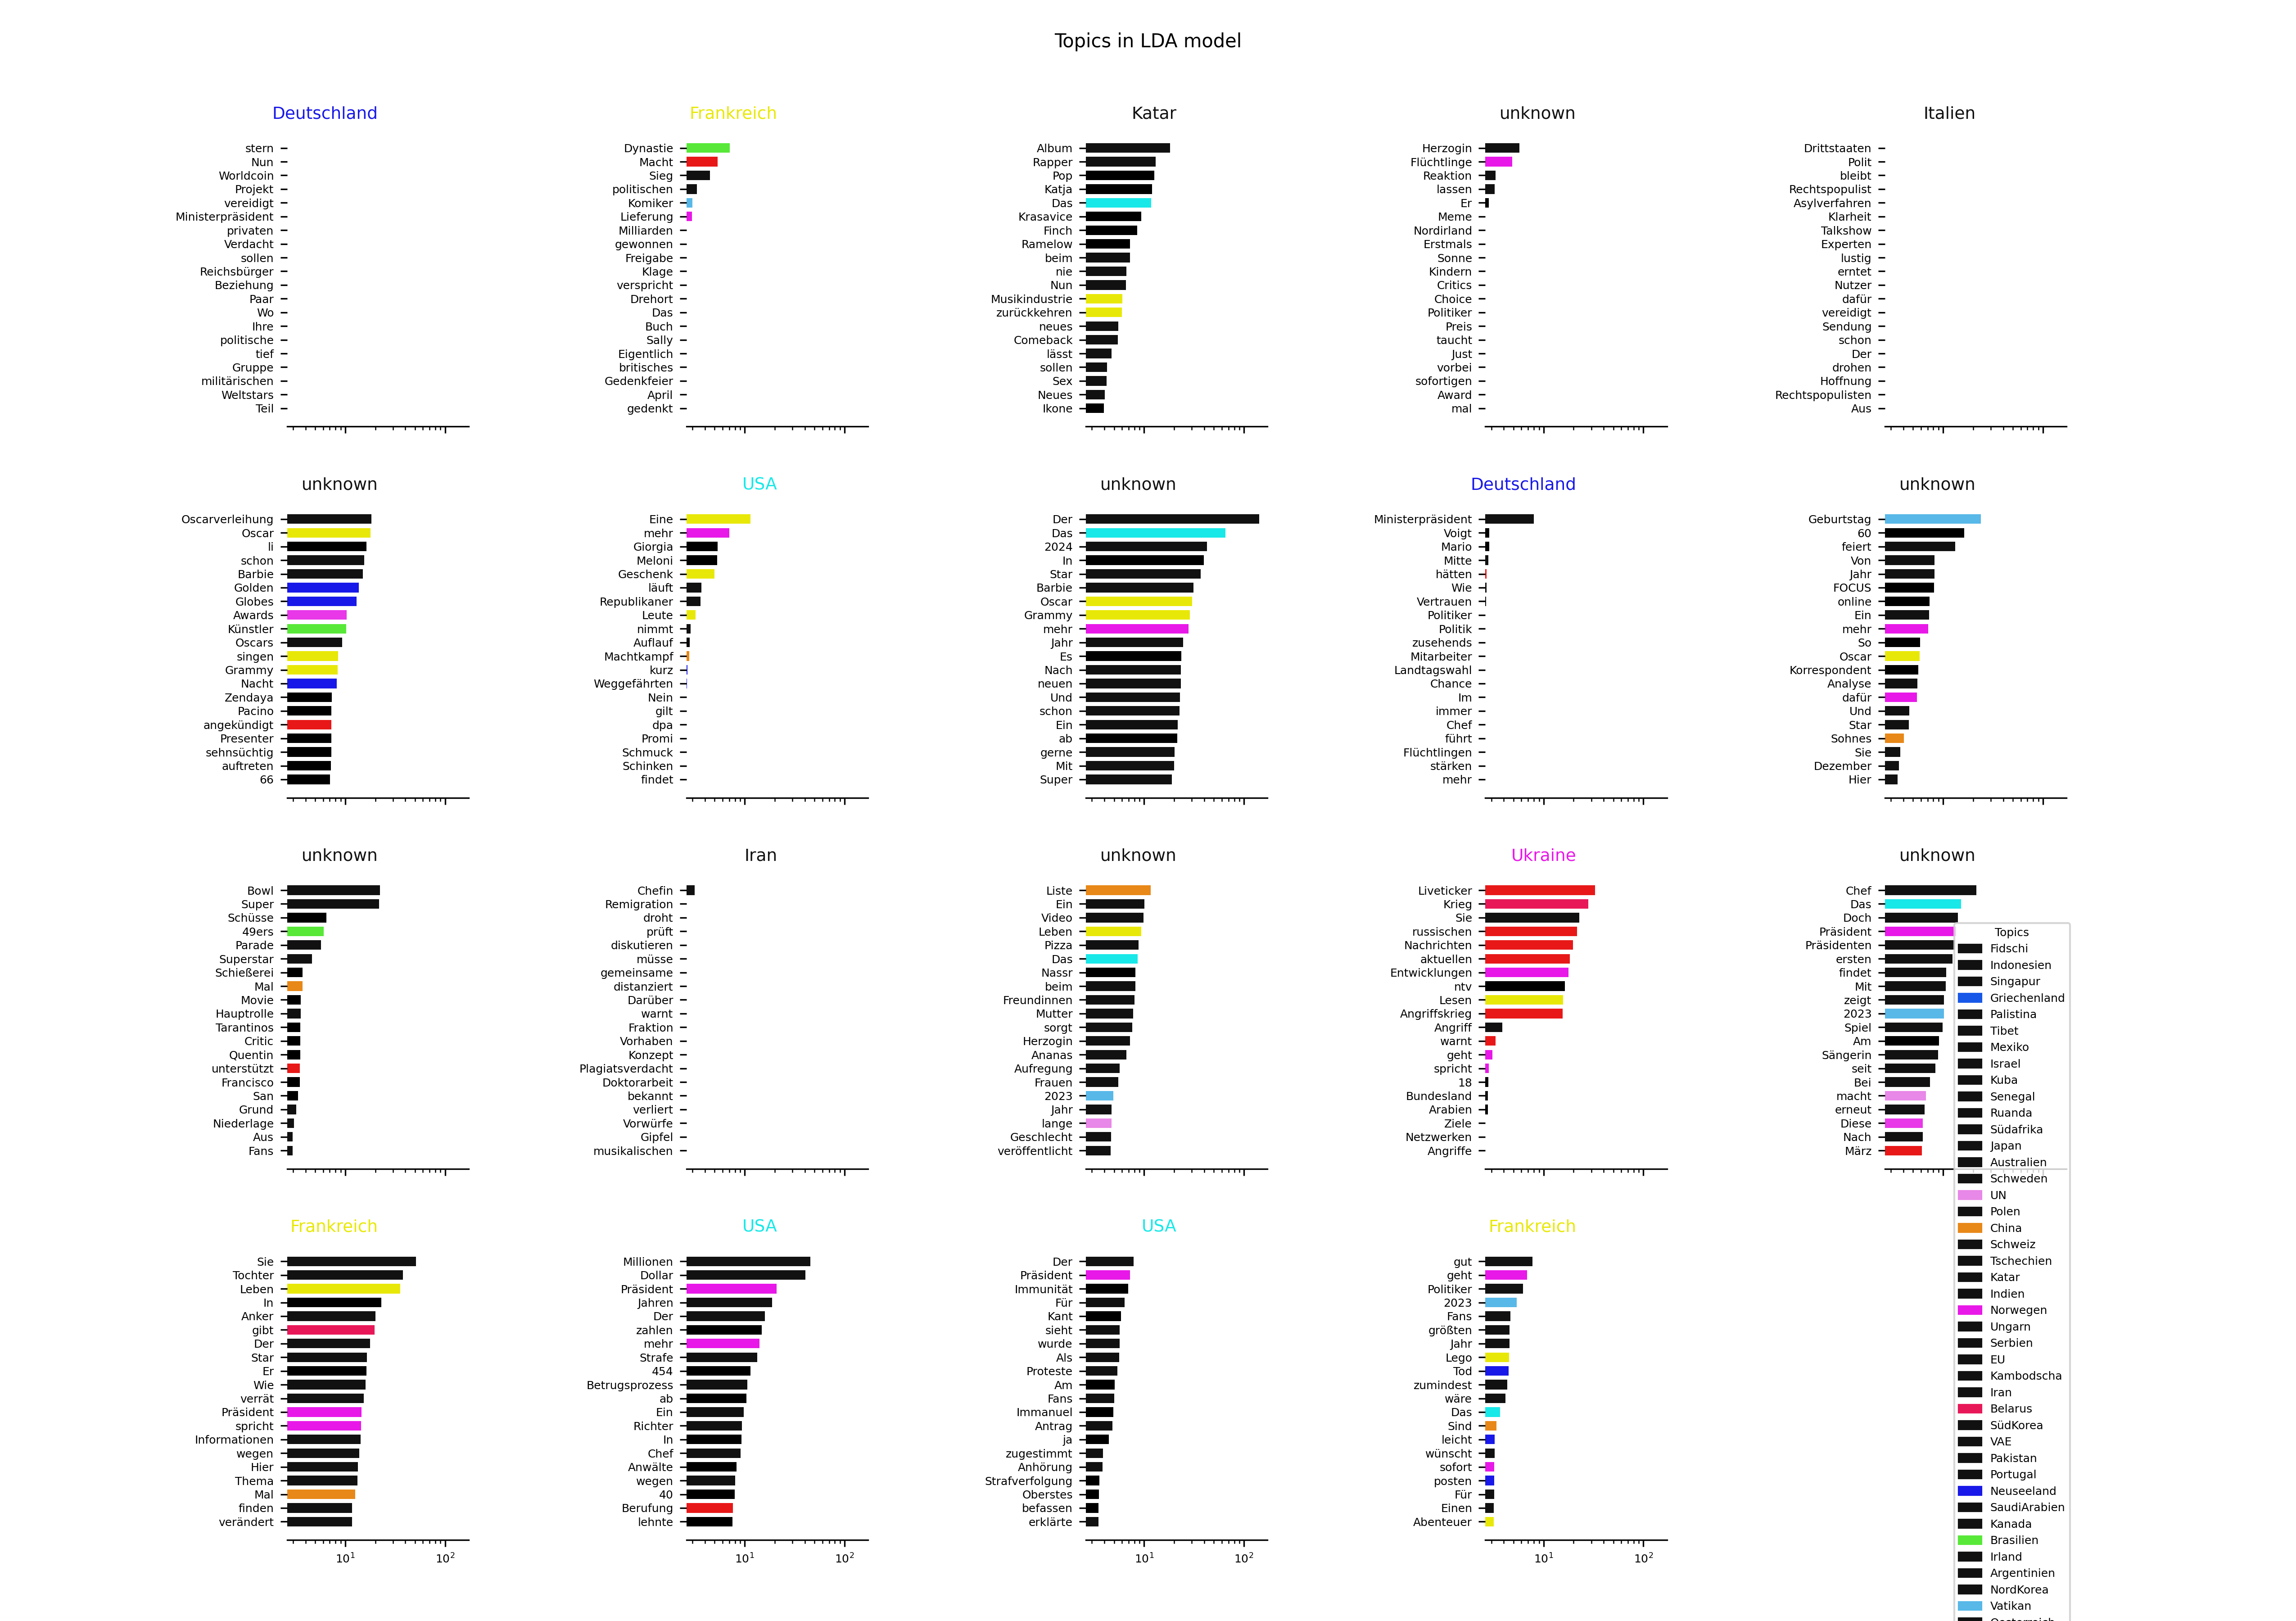 Topics in LDA model
Deutschland
stern
Nun
Worldcoin
Projekt
vereidigt
Ministerpräsident
privaten
Verdacht
sollen
Reichsbürger
Beziehung
Paar
Wo
Ihre
politische
tief
Gruppe
militärischen
Weltstars
Teil
Frankreich
Dynastie
Macht
Sieg
politischen
Komiker
Lieferung
Milliarden
gewonnen
Freigabe
Klage
verspricht
Drehort
Das
Buch
Sally
Eigentlich
britisches
Gedenkfeier
April
gedenkt
Katar
Album
Rapper
Pop
Katja
Das
Krasavice
Finch
Ramelow
beim
nie
Nun
Musikindustrie
zurückkehren
neues
Comeback
lässt
sollen
Sex
Neues
Ikone
unknown
Herzogin
Flüchtlinge
Reaktion
lassen
Er
Meme
Nordirland
Erstmals
Sonne
Kindern
Critics
Choice
Politiker
Preis
taucht
Just
vorbei
sofortigen
Award
mal
Italien
Drittstaaten
Polit
bleibt
Rechtspopulist
Asylverfahren
Klarheit
Talkshow
Experten
lustig
erntet
Nutzer
dafür
vereidigt
Sendung
schon
Der
drohen
Hoffnung
Rechtspopulisten
Aus
unknown
Oscarverleihung
Oscar
li
schon
Barbie
Golden
Globes
Awards
Künstler
Oscars
singen
Grammy
Nacht
Zendaya
Pacino
angekündigt
Presenter
sehnsüchtig
auftreten
66
USA
Eine
mehr
Giorgia
Meloni
Geschenk
läuft
Republikaner
Leute
nimmt
Auflauf
Machtkampf
kurz
Weggefährten
Nein
gilt
dpa
Promi
Schmuck
Schinken
findet
unknown
Der
Das
2024
In
Star
Barbie
Oscar
Grammy
mehr
Jahr
Es
Nach
neuen
Und
schon
Ein
ab
gerne
Mit
Super
Deutschland
Ministerpräsident
Voigt
Mario
Mitte
hätten
Wie
Vertrauen
Politiker
Politik
zusehends
Mitarbeiter
Landtagswahl
Chance
Im
immer
Chef
führt
Flüchtlingen
stärken
mehr
unknown
Geburtstag
60
feiert
Von
Jahr
FOCUS
online
Ein
mehr
So
Oscar
Korrespondent
Analyse
dafür
Und
Star
Sohnes
Sie
Dezember
Hier
unknown
Bowl
Super
Schüsse
49ers
Parade
Superstar
Schießerei
Mal
Movie
Hauptrolle
Tarantinos
Critic
Quentin
unterstützt
Francisco
San
Grund
Niederlage
Aus
Fans
Iran
Chefin
Remigration
droht
prüft
diskutieren
müsse
gemeinsame
distanziert
Darüber
warnt
Fraktion
Vorhaben
Konzept
Plagiatsverdacht
Doktorarbeit
bekannt
verliert
Vorwürfe
Gipfel
musikalischen
unknown
Liste
Ein
Video
Leben
Pizza
Das
Nassr
beim
Freundinnen
Mutter
sorgt
Herzogin
Ananas
Aufregung
Frauen
2023
Jahr
lange
Geschlecht
veröffentlicht
Ukraine
Liveticker
Krieg
Sie
russischen
Nachrichten
aktuellen
Entwicklungen
ntv
Lesen
Angriffskrieg
Angriff
warnt
geht
spricht
18
Bundesland
Arabien
Ziele
Netzwerken
Angriffe
unknown
Chef
Das
Doch
Präsident
Präsidenten
ersten
findet
Mit
zeigt
2023
Spiel
Am
Sängerin
seit
Bei
macht
erneut
Diese
Nach
März
Frankreich
Sie
Tochter
Leben
In
Anker
gibt
Der
Star
Er
Wie
verrät
Präsident
spricht
Informationen
wegen
Hier
Thema
Mal
finden
verändert
10¹ 10²
USA
Millionen
Dollar
Präsident
Jahren
Der
zahlen
mehr
Strafe
454
Betrugsprozess
ab
Ein
Richter
In
Chef
Anwälte
wegen
40
Berufung
lehnte
10¹ 10²
USA
Der
Präsident
Immunität
Für
Kant
sieht
wurde
Als
Proteste
Am
Fans
Immanuel
Antrag
ja
zugestimmt
Anhörung
Strafverfolgung
Oberstes
befassen
erklärte
10¹ 10²
Frankreich
gut
geht
Politiker
2023
Fans
größten
Jahr
Lego
Tod
zumindest
wäre
Das
Sind
leicht
wünscht
sofort
posten
Für
Einen
Abenteuer
10¹ 10²
Topics
Fidschi
Indonesien
Singapur
Griechenland
Palistina
Tibet
Mexiko
Israel
Kuba
Senegal
Ruanda
Südafrika
Japan
Australien
Schweden
UN
Polen
China
Schweiz
Tschechien
Katar
Indien
Norwegen
Ungarn
Serbien
EU
Kambodscha
Iran
Belarus
SüdKorea
VAE
Pakistan
Portugal
Neuseeland
SaudiArabien
Kanada
Brasilien
Irland
Argentinien
NordKorea
Vatikan